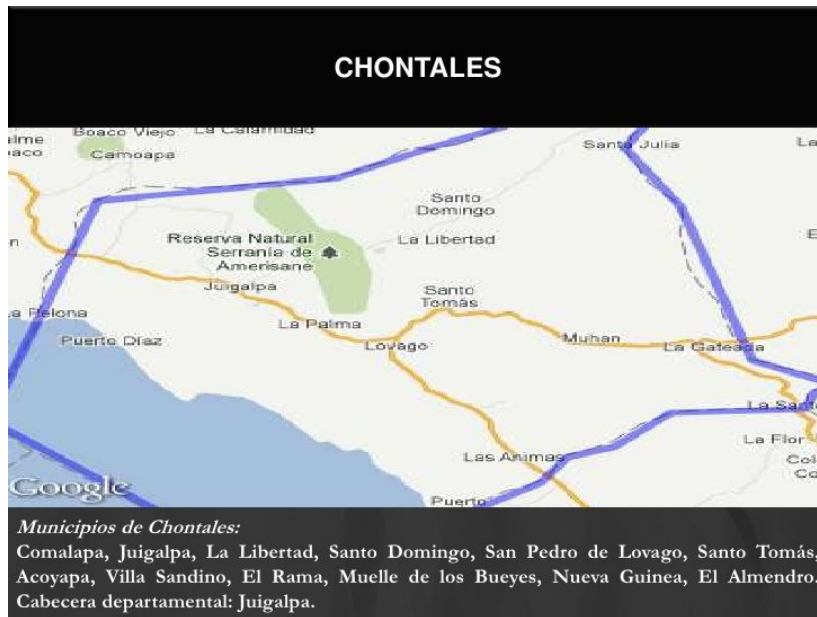 CHONTALES
Boaco Viejo
La Calamidad
Camoapa
Santa Julia
La
Santo
Domingo
Reserva Natural
Serranía de
Amerisane
La Libertad
Juigalpa
Santo
Tomás
La Pelona
La Palma
Puerto Díaz
Lovago
Muhan
La Gateada
La Flor
Las Animas
Puerto
Google
Municipios de Chontales:
Comalapa, Juigalpa, La Libertad, Santo Domingo, San Pedro de Lovago, Santo Tomás,
Acoyapa, Villa Sandino, El Rama, Muelle de los Bueyes, Nueva Guinea, El Almendro.
Cabecera departamental: Juigalpa.